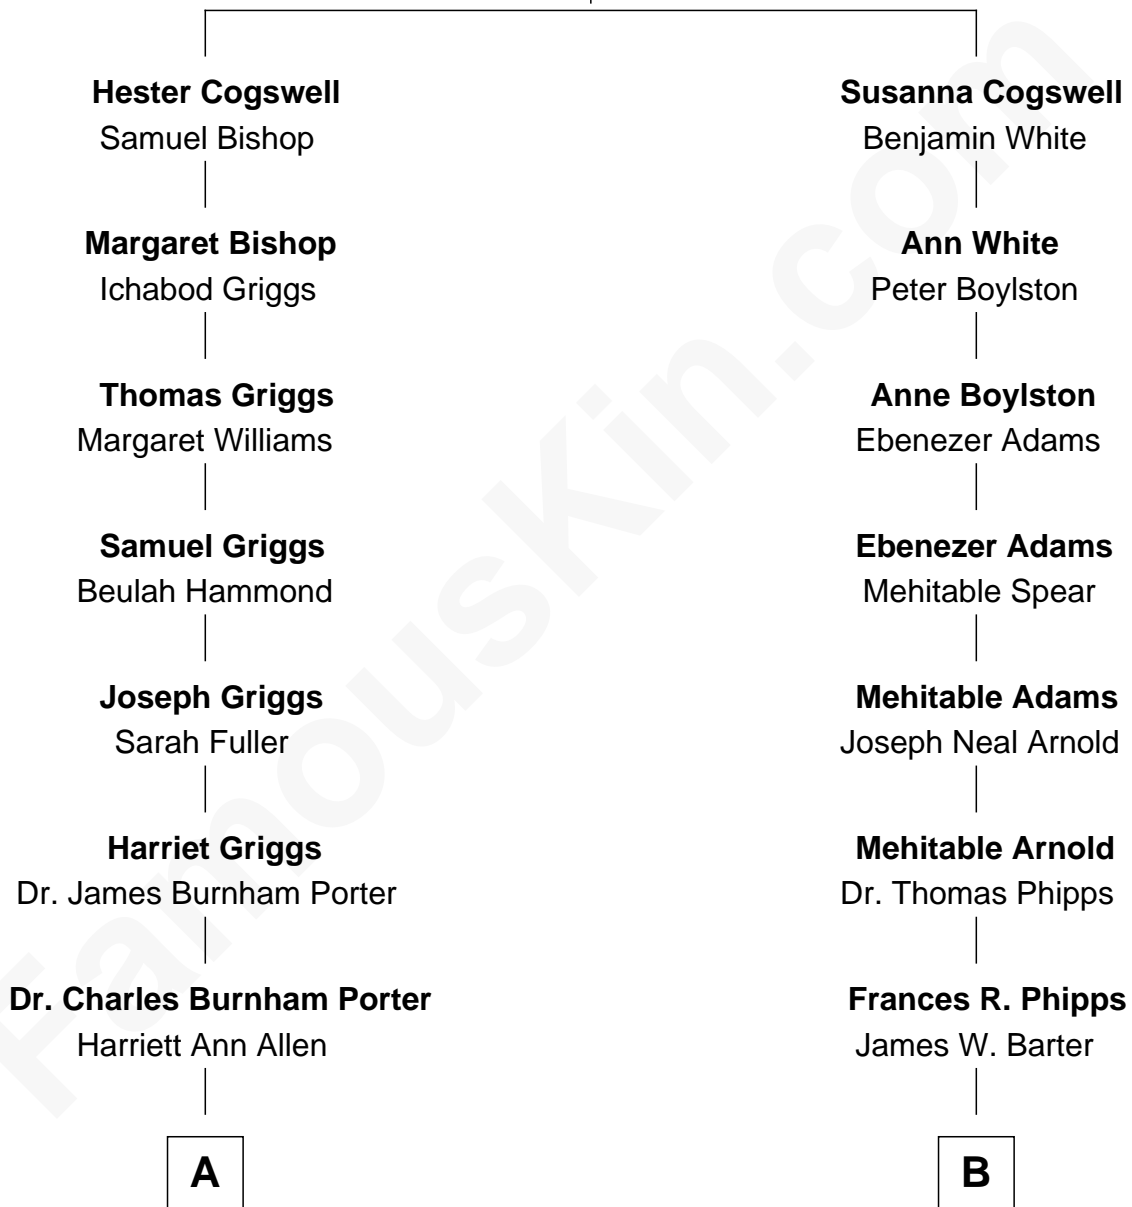 Hester Cogswell
Samuel Bishop
Margaret Bishop
Ichabod Griggs
Thomas Griggs
Margaret Williams
Samuel Griggs
Beulah Hammond
Joseph Griggs
Sarah Fuller
Harriet Griggs
Dr. James Burnham Porter
Dr. Charles Burnham Porter
Harriett Ann Allen
A
Susanna Cogswell
Benjamin White
Ann White
Peter Boylston
Anne Boylston
Ebenezer Adams
Ebenezer Adams
Mehitable Spear
Mehitable Adams
Joseph Neal Arnold
Mehitable Arnold
Dr. Thomas Phipps
Frances R. Phipps
James W. Barter
B
FamousKin.com